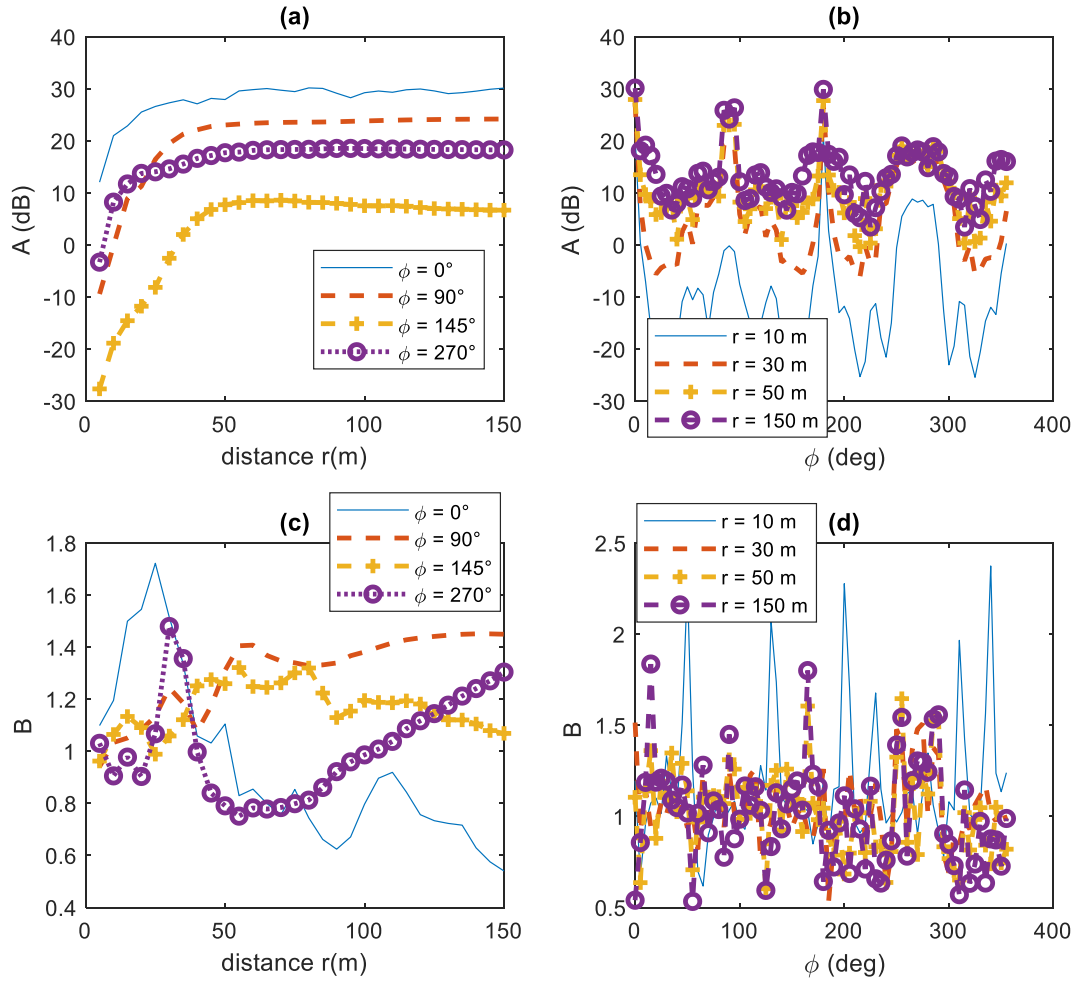 (a)
40
30
20
10
0
-10
-20
-30
A (dB)
0
50
100
150
distance r(m)
ϕ = 0°
ϕ = 90°
ϕ = 145°
ϕ = 270°
(b)
40
30
20
10
0
-10
-20
-30
A (dB)
0
100
200
300
400
ϕ (deg)
r = 10 m
r = 30 m
r = 50 m
r = 150 m
(c)
1.8
1.6
1.4
1.2
1
0.8
0.6
0.4
B
0
50
100
150
distance r(m)
ϕ = 0°
ϕ = 90°
ϕ = 145°
ϕ = 270°
(d)
2.5
2
1.5
1
0.5
B
0
100
200
300
400
ϕ (deg)
r = 10 m
r = 30 m
r = 50 m
r = 150 m